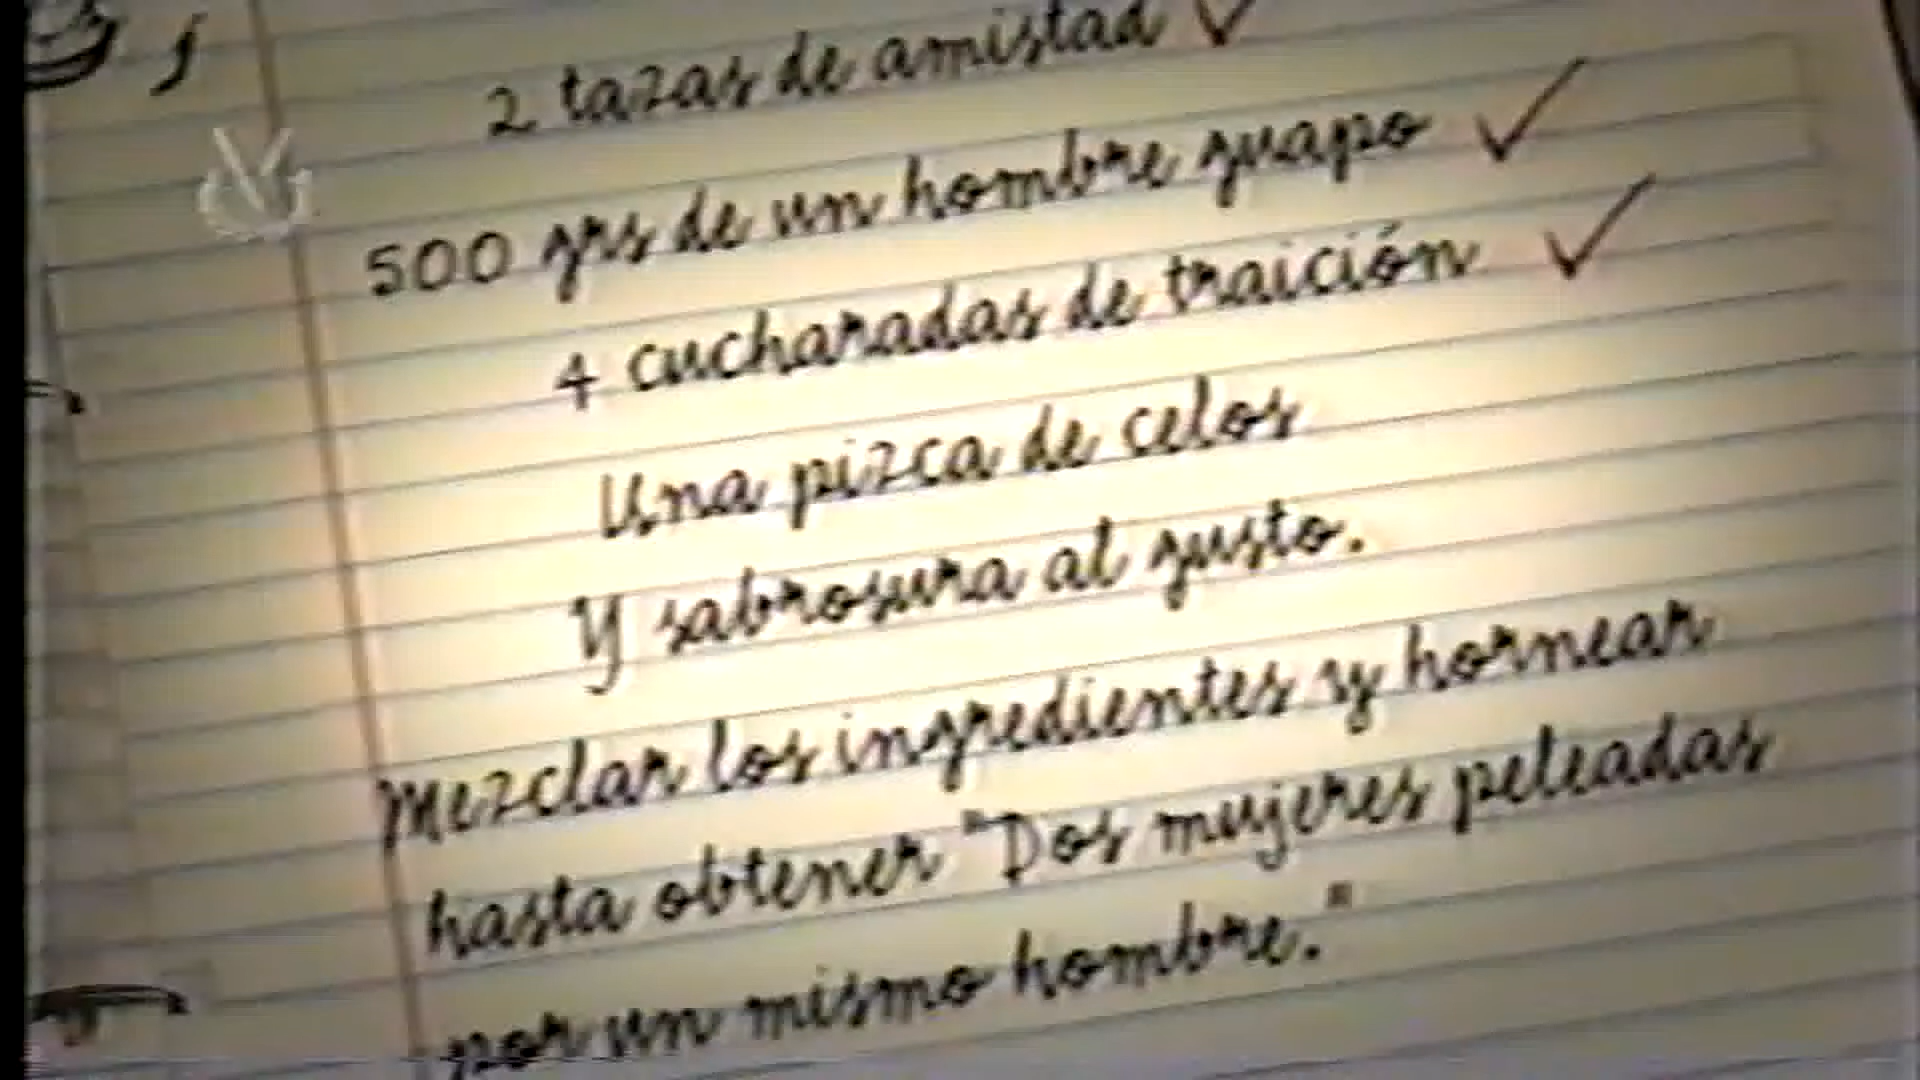 2 tazas de amistad ✓
500 grs de un hombre guapo ✓
4 cucharadas de traición ✓
Una pizca de celos
Y sabrosura al gusto.
Mezclar los ingredientes y hornear
hasta obtener "Dos mujeres peleadas
por un mismo hombre."